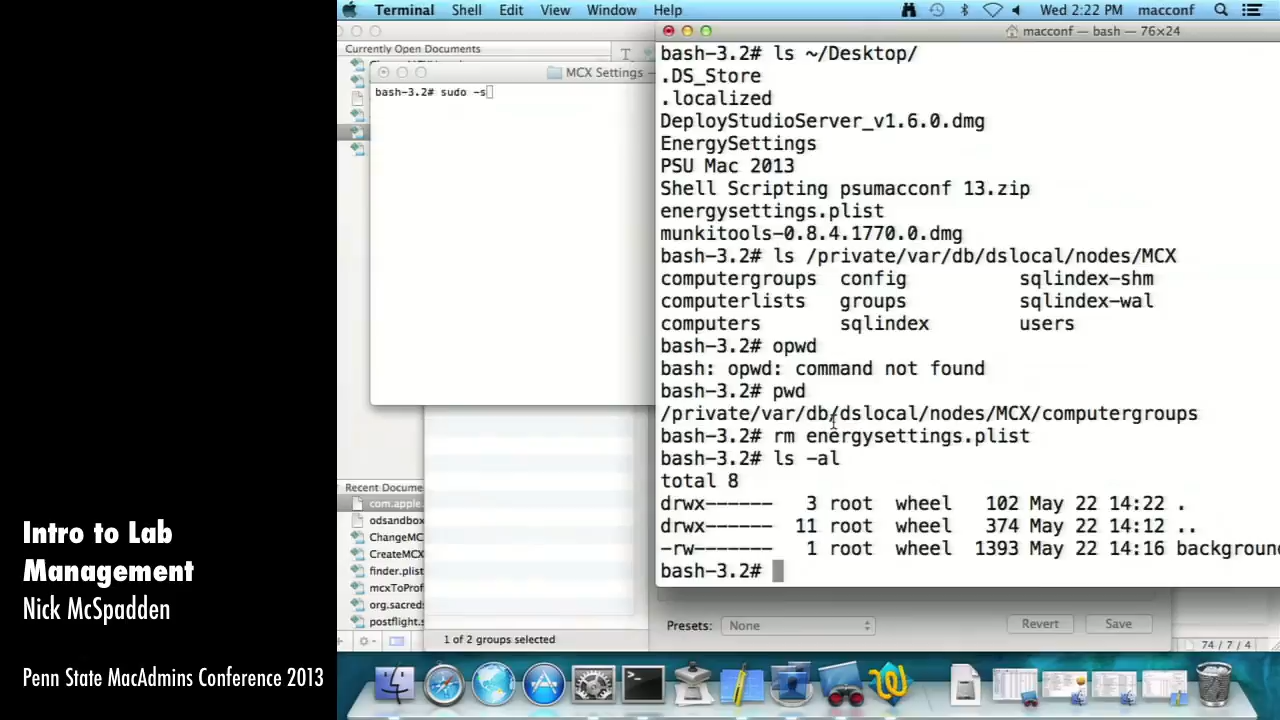 Terminal Shell Edit View Window Help Wed 2:22 PM macconf
macconf — bash — 76×24
Currently Open Documents
MCX Settings —
bash-3.2# sudo -s
bash-3.2# ls ~/Desktop/
.DS_Store
.localized
DeployStudioServer_v1.6.0.dmg
EnergySettings
PSU Mac 2013
Shell Scripting psumacconf 13.zip
energysettings.plist
munkitools-0.8.4.1770.0.dmg
bash-3.2# ls /private/var/db/dslocal/nodes/MCX
computergroups config sqlindex-shm
computerlists groups sqlindex-wal
computers sqlindex users
bash-3.2# opwd
bash: opwd: command not found
bash-3.2# pwd
/private/var/db/dslocal/nodes/MCX/computergroups
bash-3.2# rm energysettings.plist
bash-3.2# ls -al
total 8
drwx------ 3 root wheel 102 May 22 14:22 .
drwx------ 11 root wheel 374 May 22 14:12 ..
-rw------- 1 root wheel 1393 May 22 14:16 background
bash-3.2#
Recent Docume
com.apple
odsandbox
ChangeMC
CreateMCX
finder.plist
mcxToProf
org.sacreds
postflight.s
1 of 2 groups selected
Presets: None Revert Save
74 / 7 / 4
Intro to Lab
Management
Nick McSpadden
Penn State MacAdmins Conference 2013